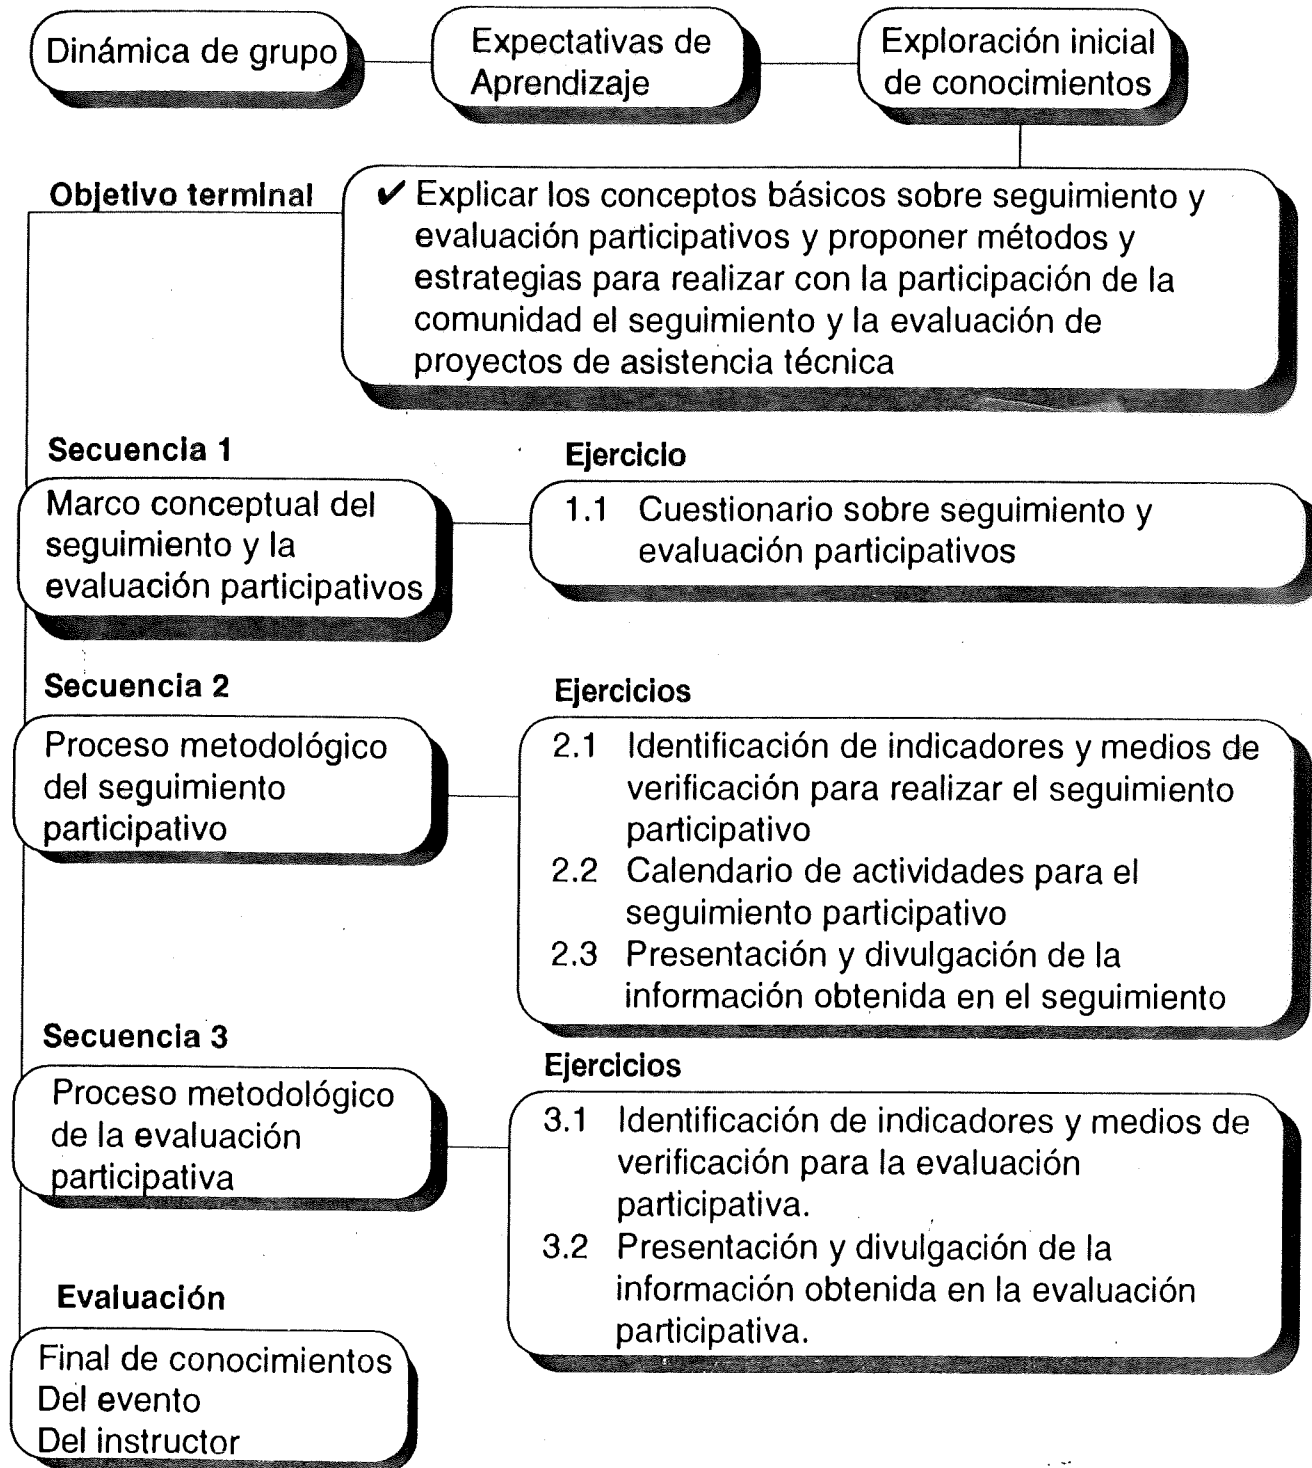 Dinámica de grupo
Expectativas de
Aprendizaje
Exploración inicial
de conocimientos
Objetivo terminal
✔ Explicar los conceptos básicos sobre seguimiento y
evaluación participativos y proponer métodos y
estrategias para realizar con la participación de la
comunidad el seguimiento y la evaluación de
proyectos de asistencia técnica
Secuencia 1
Marco conceptual del
seguimiento y la
evaluación participativos
Ejercicio
1.1 Cuestionario sobre seguimiento y
evaluación participativos
Secuencia 2
Proceso metodológico
del seguimiento
participativo
Ejercicios
2.1 Identificación de indicadores y medios de
verificación para realizar el seguimiento
participativo
2.2 Calendario de actividades para el
seguimiento participativo
2.3 Presentación y divulgación de la
información obtenida en el seguimiento
Secuencia 3
Proceso metodológico
de la evaluación
participativa
Ejercicios
3.1 Identificación de indicadores y medios de
verificación para la evaluación
participativa.
3.2 Presentación y divulgación de la
información obtenida en la evaluación
participativa.
Evaluación
Final de conocimientos
Del evento
Del instructor